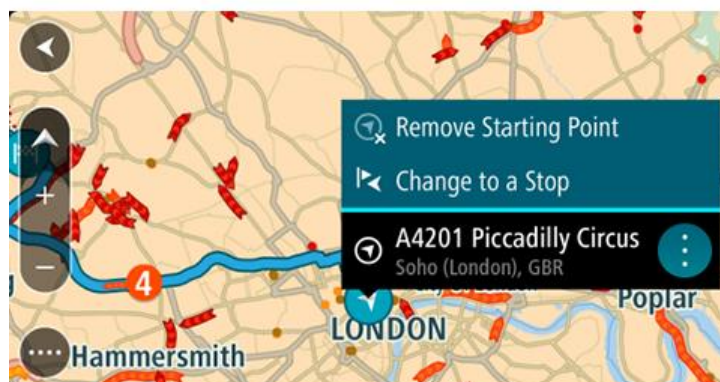 Remove Starting Point
Change to a Stop
A4201 Piccadilly Circus
Soho (London), GBR
4
Poplar
LONDON
Hammersmith